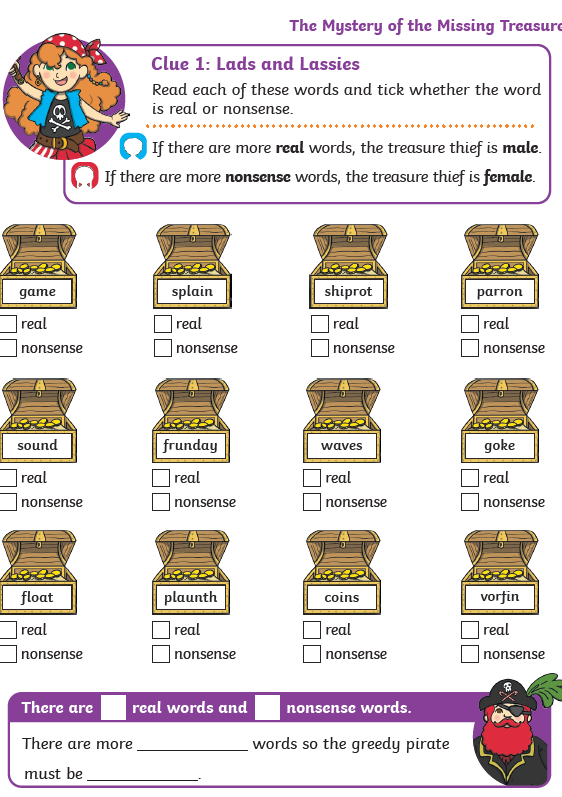 The Mystery of the Missing Treasure
Clue 1: Lads and Lassies
Read each of these words and tick whether the word
is real or nonsense.
If there are more real words, the treasure thief is male.
If there are more nonsense words, the treasure thief is female.
game splain shiprot parron
real real real real
nonsense nonsense nonsense nonsense
sound frunday waves goke
real real real real
nonsense nonsense nonsense nonsense
float plaunth coins vorfin
real real real real
nonsense nonsense nonsense nonsense
There are real words and nonsense words.
There are more _____________ words so the greedy pirate
must be _____________.